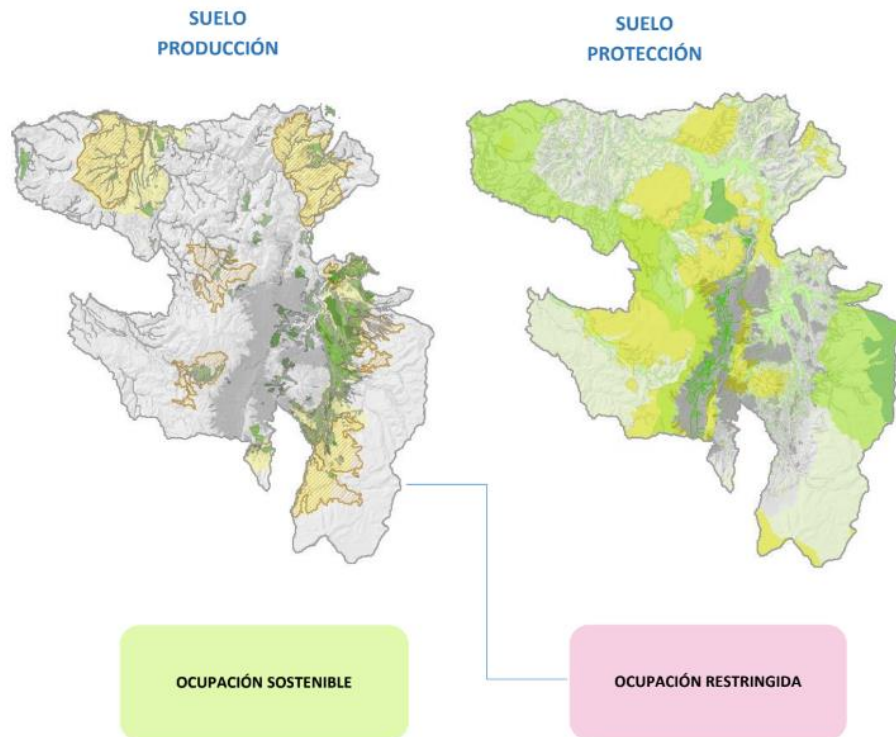 SUELO
PRODUCCIÓN
SUELO
PROTECCIÓN
OCUPACIÓN SOSTENIBLE
OCUPACIÓN RESTRINGIDA